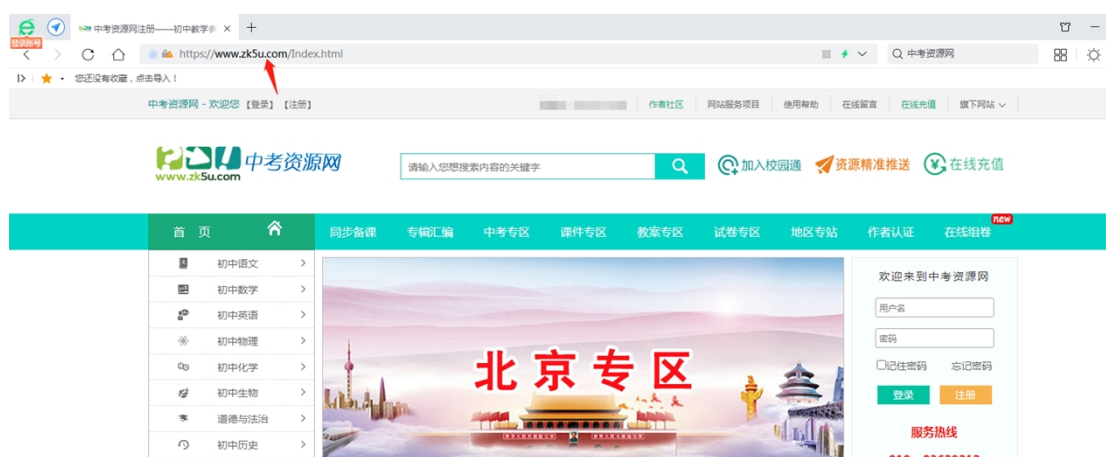 登录账号
中考资源网注册——初中教学参
https://www.zk5u.com/Index.html
中考资源网
您还没有收藏，点击导入！
中考资源网 - 欢迎您【登录】【注册】
作者社区 网站服务项目 使用帮助 在线留言 在线充值 旗下网站
中考资源网
www.zk5u.com
请输入您想搜索内容的关键字
加入校园通 资源精准推送 在线充值
首 页 同步备课 专辑汇编 中考专区 课件专区 教案专区 试卷专区 地区专站 作者认证 在线组卷 new
初中语文
初中数学
初中英语
初中物理
初中化学
初中生物
道德与法治
初中历史
北京专区
欢迎来到中考资源网
用户名
密码
记住密码 忘记密码
登录 注册
服务热线